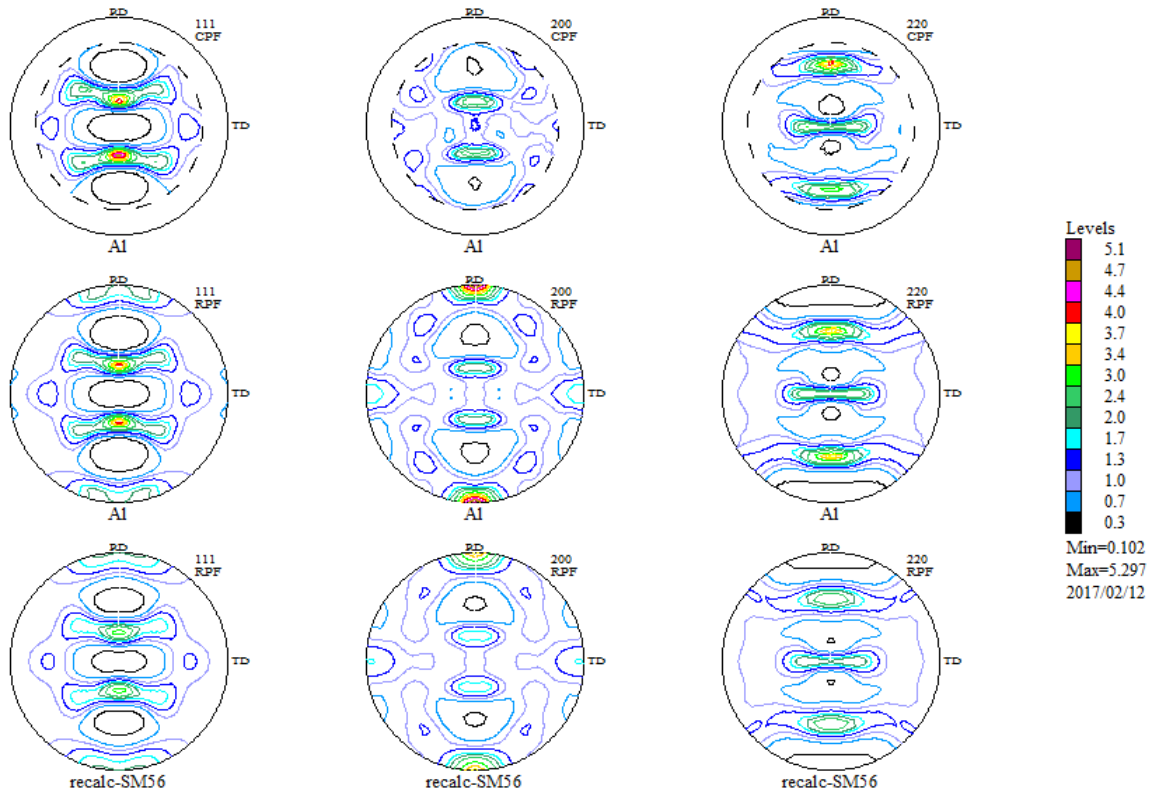 RD
111
CPF
TD
Al
RD
200
CPF
TD
Al
RD
220
CPF
TD
Al
RD
111
RPF
TD
Al
RD
200
RPF
TD
Al
RD
220
RPF
TD
Al
RD
111
RPF
TD
recalc-SM56
RD
200
RPF
TD
recalc-SM56
RD
220
RPF
TD
recalc-SM56
Levels
5.1
4.7
4.4
4.0
3.7
3.4
3.0
2.4
2.0
1.7
1.3
1.0
0.7
0.3
Min=0.102
Max=5.297
2017/02/12